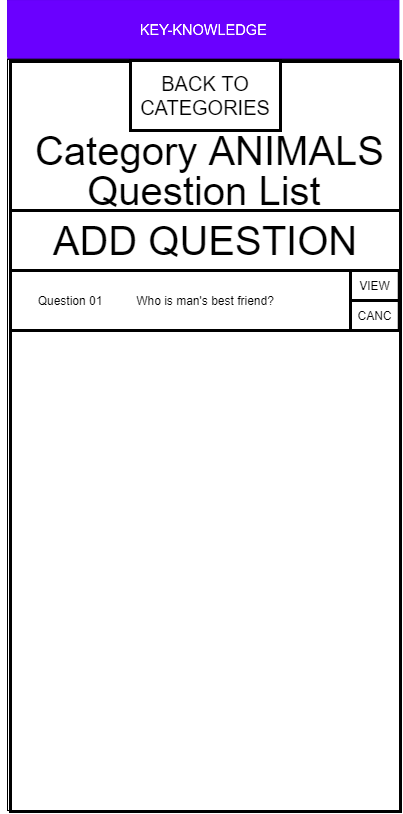 KEY-KNOWLEDGE
BACK TO
CATEGORIES
Category ANIMALS
Question List
ADD QUESTION
Question 01 Who is man's best friend?
VIEW
CANC